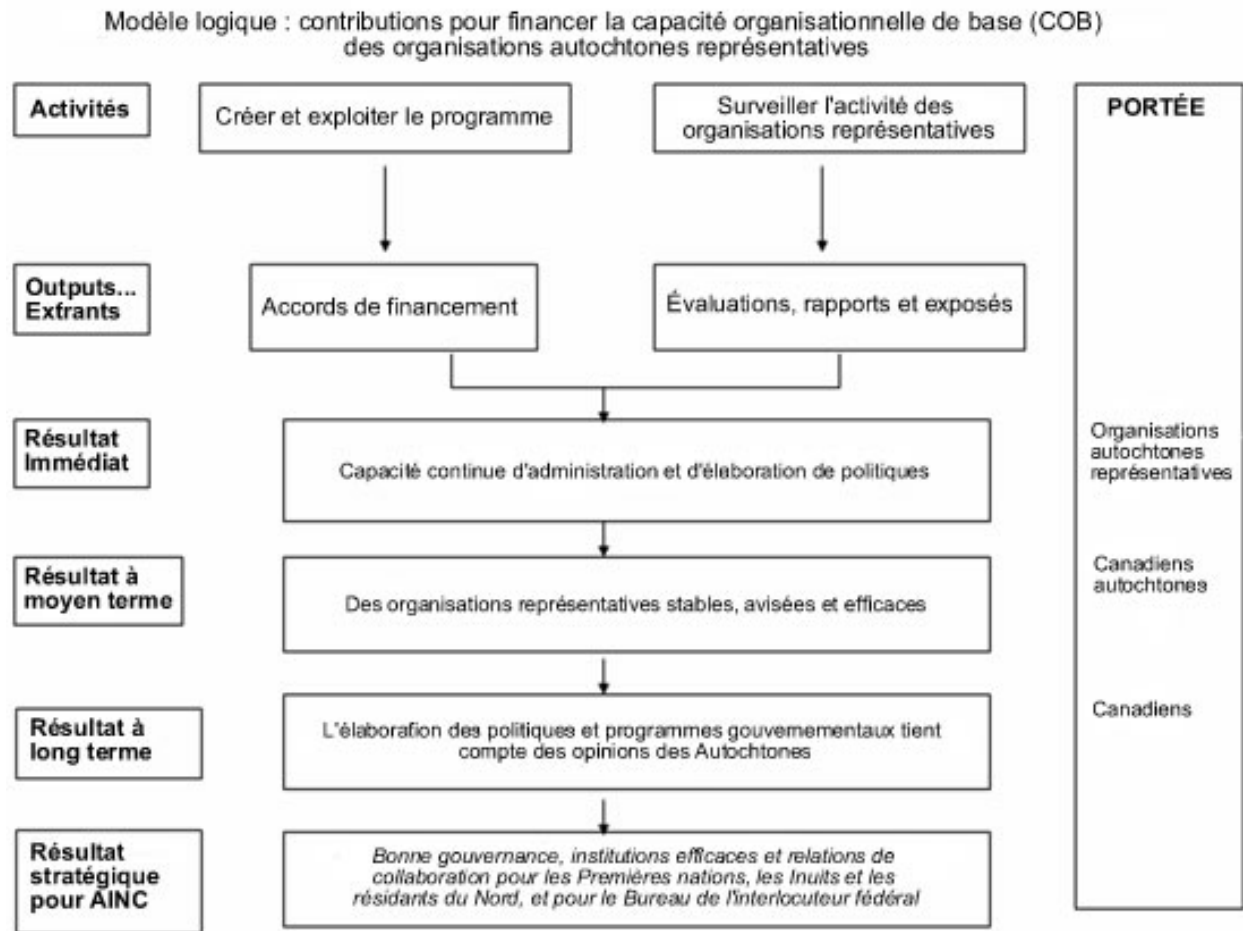 Modèle logique : contributions pour financer la capacité organisationnelle de base (COB)
des organisations autochtones représentatives
Activités
Créer et exploiter le programme
Surveiller l'activité des
organisations représentatives
PORTÉE
Outputs...
Extrants
Accords de financement
Évaluations, rapports et exposés
Résultat
Immédiat
Capacité continue d'administration et d'élaboration de politiques
Organisations
autochtones
représentatives
Résultat à
moyen terme
Des organisations représentatives stables, avisées et efficaces
Canadiens
autochtones
Résultat à
long terme
L'élaboration des politiques et programmes gouvernementaux tient
compte des opinions des Autochtones
Canadiens
Résultat
stratégique
pour AINC
Bonne gouvernance, institutions efficaces et relations de
collaboration pour les Premières nations, les Inuits et les
résidants du Nord, et pour le Bureau de l'interlocuteur fédéral